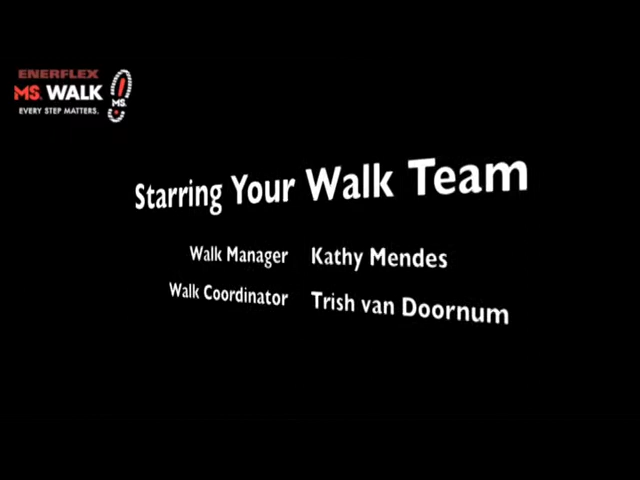 ENERFLEX
MS. WALK
EVERY STEP MATTERS.
MS.
Starring Your Walk Team
Walk Manager Kathy Mendes
Walk Coordinator Trish van Doornum